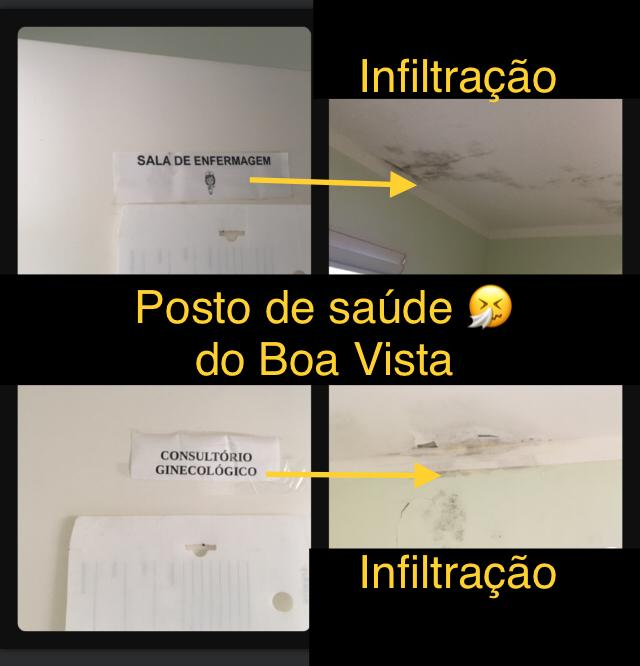 Infiltração
SALA DE ENFERMAGEM
Posto de saúde 🤧
do Boa Vista
CONSULTÓRIO
GINECOLÓGICO
Infiltração